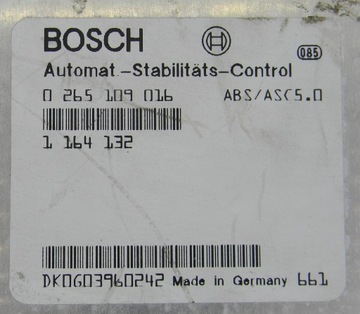 BOSCH
085
Automat.-Stabilitäts-Control
0 265 109 016 ABS/ASC5.0
1 164 132
DK0G03960242 Made in Germany 661